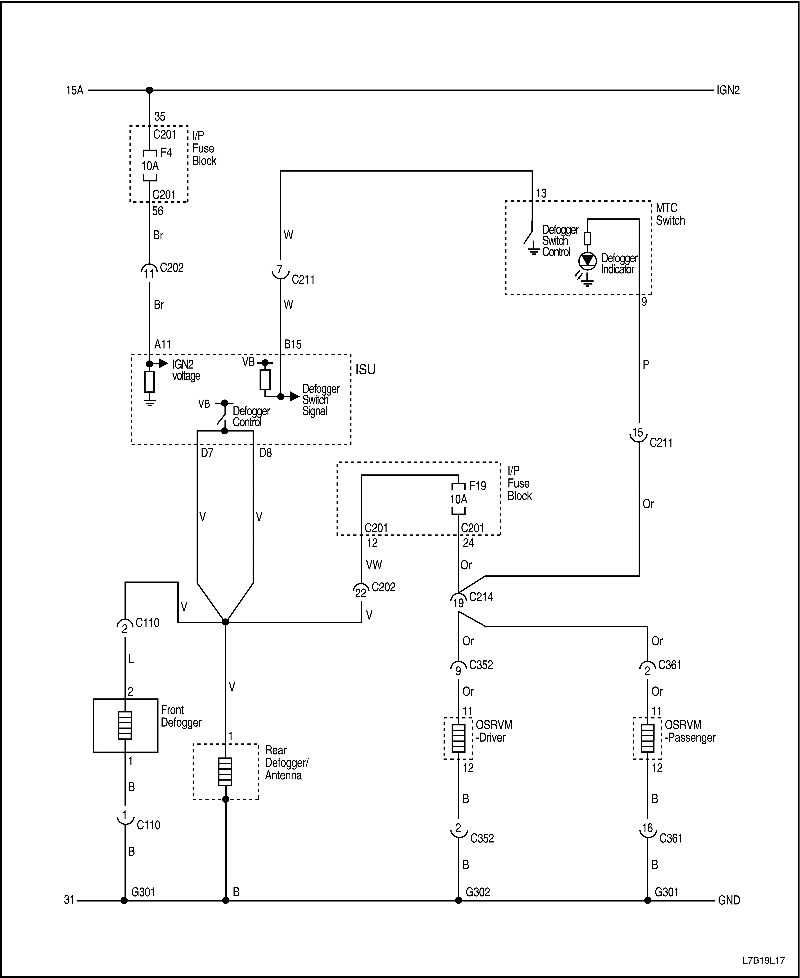 15A
IGN2
35
C201
I/P
Fuse
Block
F4
10A
C201
56
Br
11
C202
Br
A11
W
7
C211
W
B15
13
MTC
Switch
Defogger
Switch
Control
Defogger
Indicator
9
P
15
C211
Or
ISU
IGN2
voltage
VB
Defogger
Switch
Signal
VB
Defogger
Control
D7
D8
V
V
I/P
Fuse
Block
F19
10A
C201
12
C201
24
VW
Or
22
C202
V
19
C214
V
2
C110
L
2
Front
Defogger
1
B
1
C110
B
V
1
Rear
Defogger/
Antenna
Or
9
C352
Or
11
OSRVM
-Driver
12
B
2
C352
B
Or
2
C361
Or
11
OSRVM
-Passenger
12
B
16
C361
B
31
G301
B
G302
G301
GND
L7B19L17